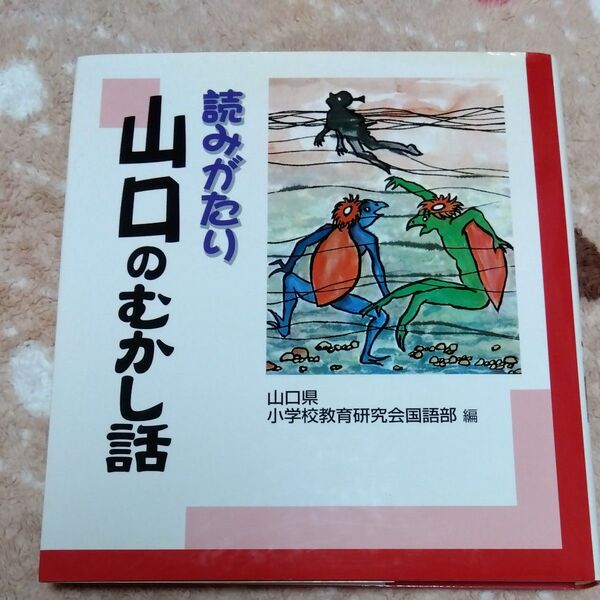 読みがたり
山口のむかし話
山口県
小学校教育研究会国語部 編